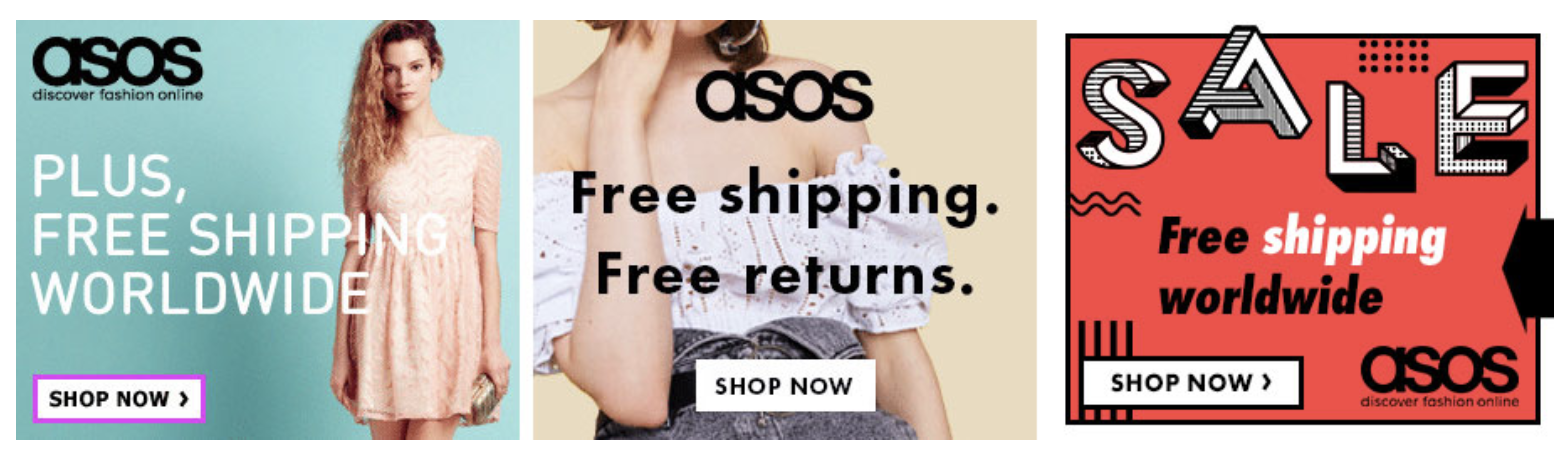 asos
discover fashion online
PLUS,
FREE SHIPPING
WORLDWIDE
SHOP NOW ›
asos
Free shipping.
Free returns.
SHOP NOW
SALE
Free shipping
worldwide
SHOP NOW ›
asos
discover fashion online